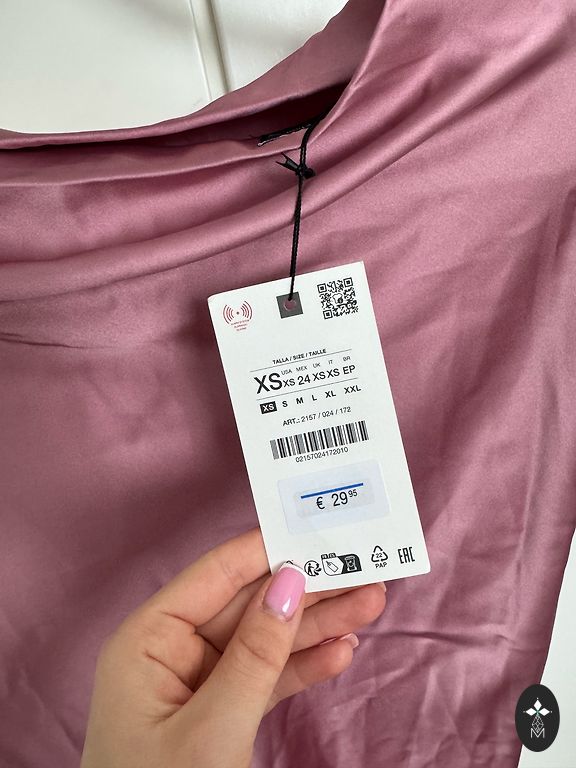 TALLA / SIZE / TAILLE
USA MEX UK IT BR
XS XS 24 XS XS EP
XS S M L XL XXL
ART.: 2157 / 024 / 172
02157024172010
€ 29 95
22
PAP
EAC
M